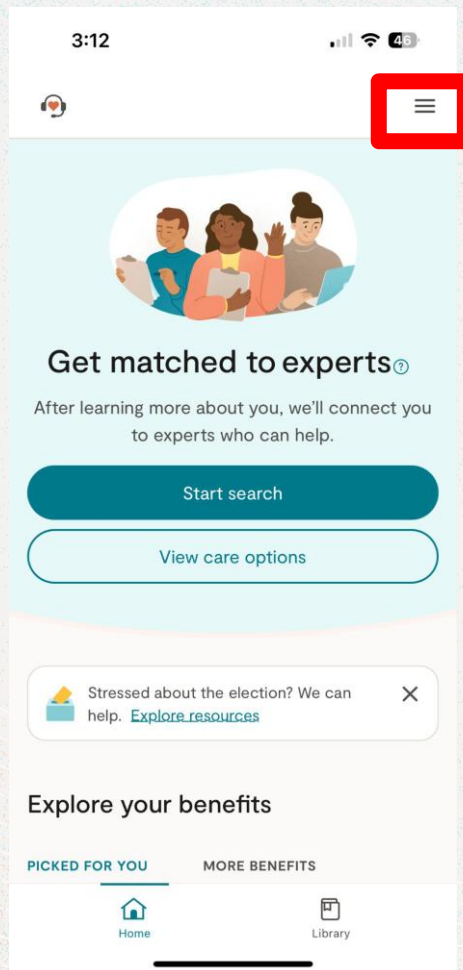 3:12
46
Get matched to experts
?
After learning more about you, we'll connect you
to experts who can help.
Start search
View care options
Stressed about the election? We can
help. Explore resources
Explore your benefits
PICKED FOR YOU
MORE BENEFITS
Home
Library